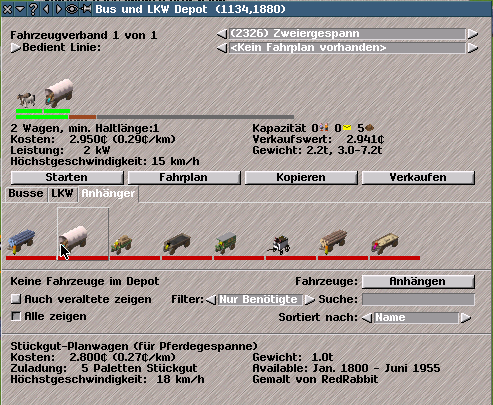 Bus und LKW Depot (1134,1880)
Fahrzeugverband 1 von 1
(2326) Zweiergespann
Bedient Linie:
<Kein Fahrplan vorhanden>
2 Wagen, min. Haltlänge:1
Kapazität 0 0 5
Kosten: 2.950¢ (0.29¢/km)
Verkaufswert: 2.941¢
Leistung: 2 kW
Gewicht: 2.2t, 3.0-7.2t
Höchstgeschwindigkeit: 15 km/h
Starten Fahrplan Kopieren Verkaufen
Busse LKW Anhänger
Keine Fahrzeuge im Depot
Fahrzeuge: Anhängen
Auch veraltete zeigen
Filter: Nur Benötigte
Suche:
Alle zeigen
Sortiert nach: Name
Stückgut-Planwagen (für Pferdegespanne)
Kosten: 2.800¢ (0.27¢/km)
Gewicht: 1.0t
Zuladung: 5 Paletten Stückgut
Available: Jan. 1800 - Juni 1955
Höchstgeschwindigkeit: 18 km/h
Gemalt von RedRabbit